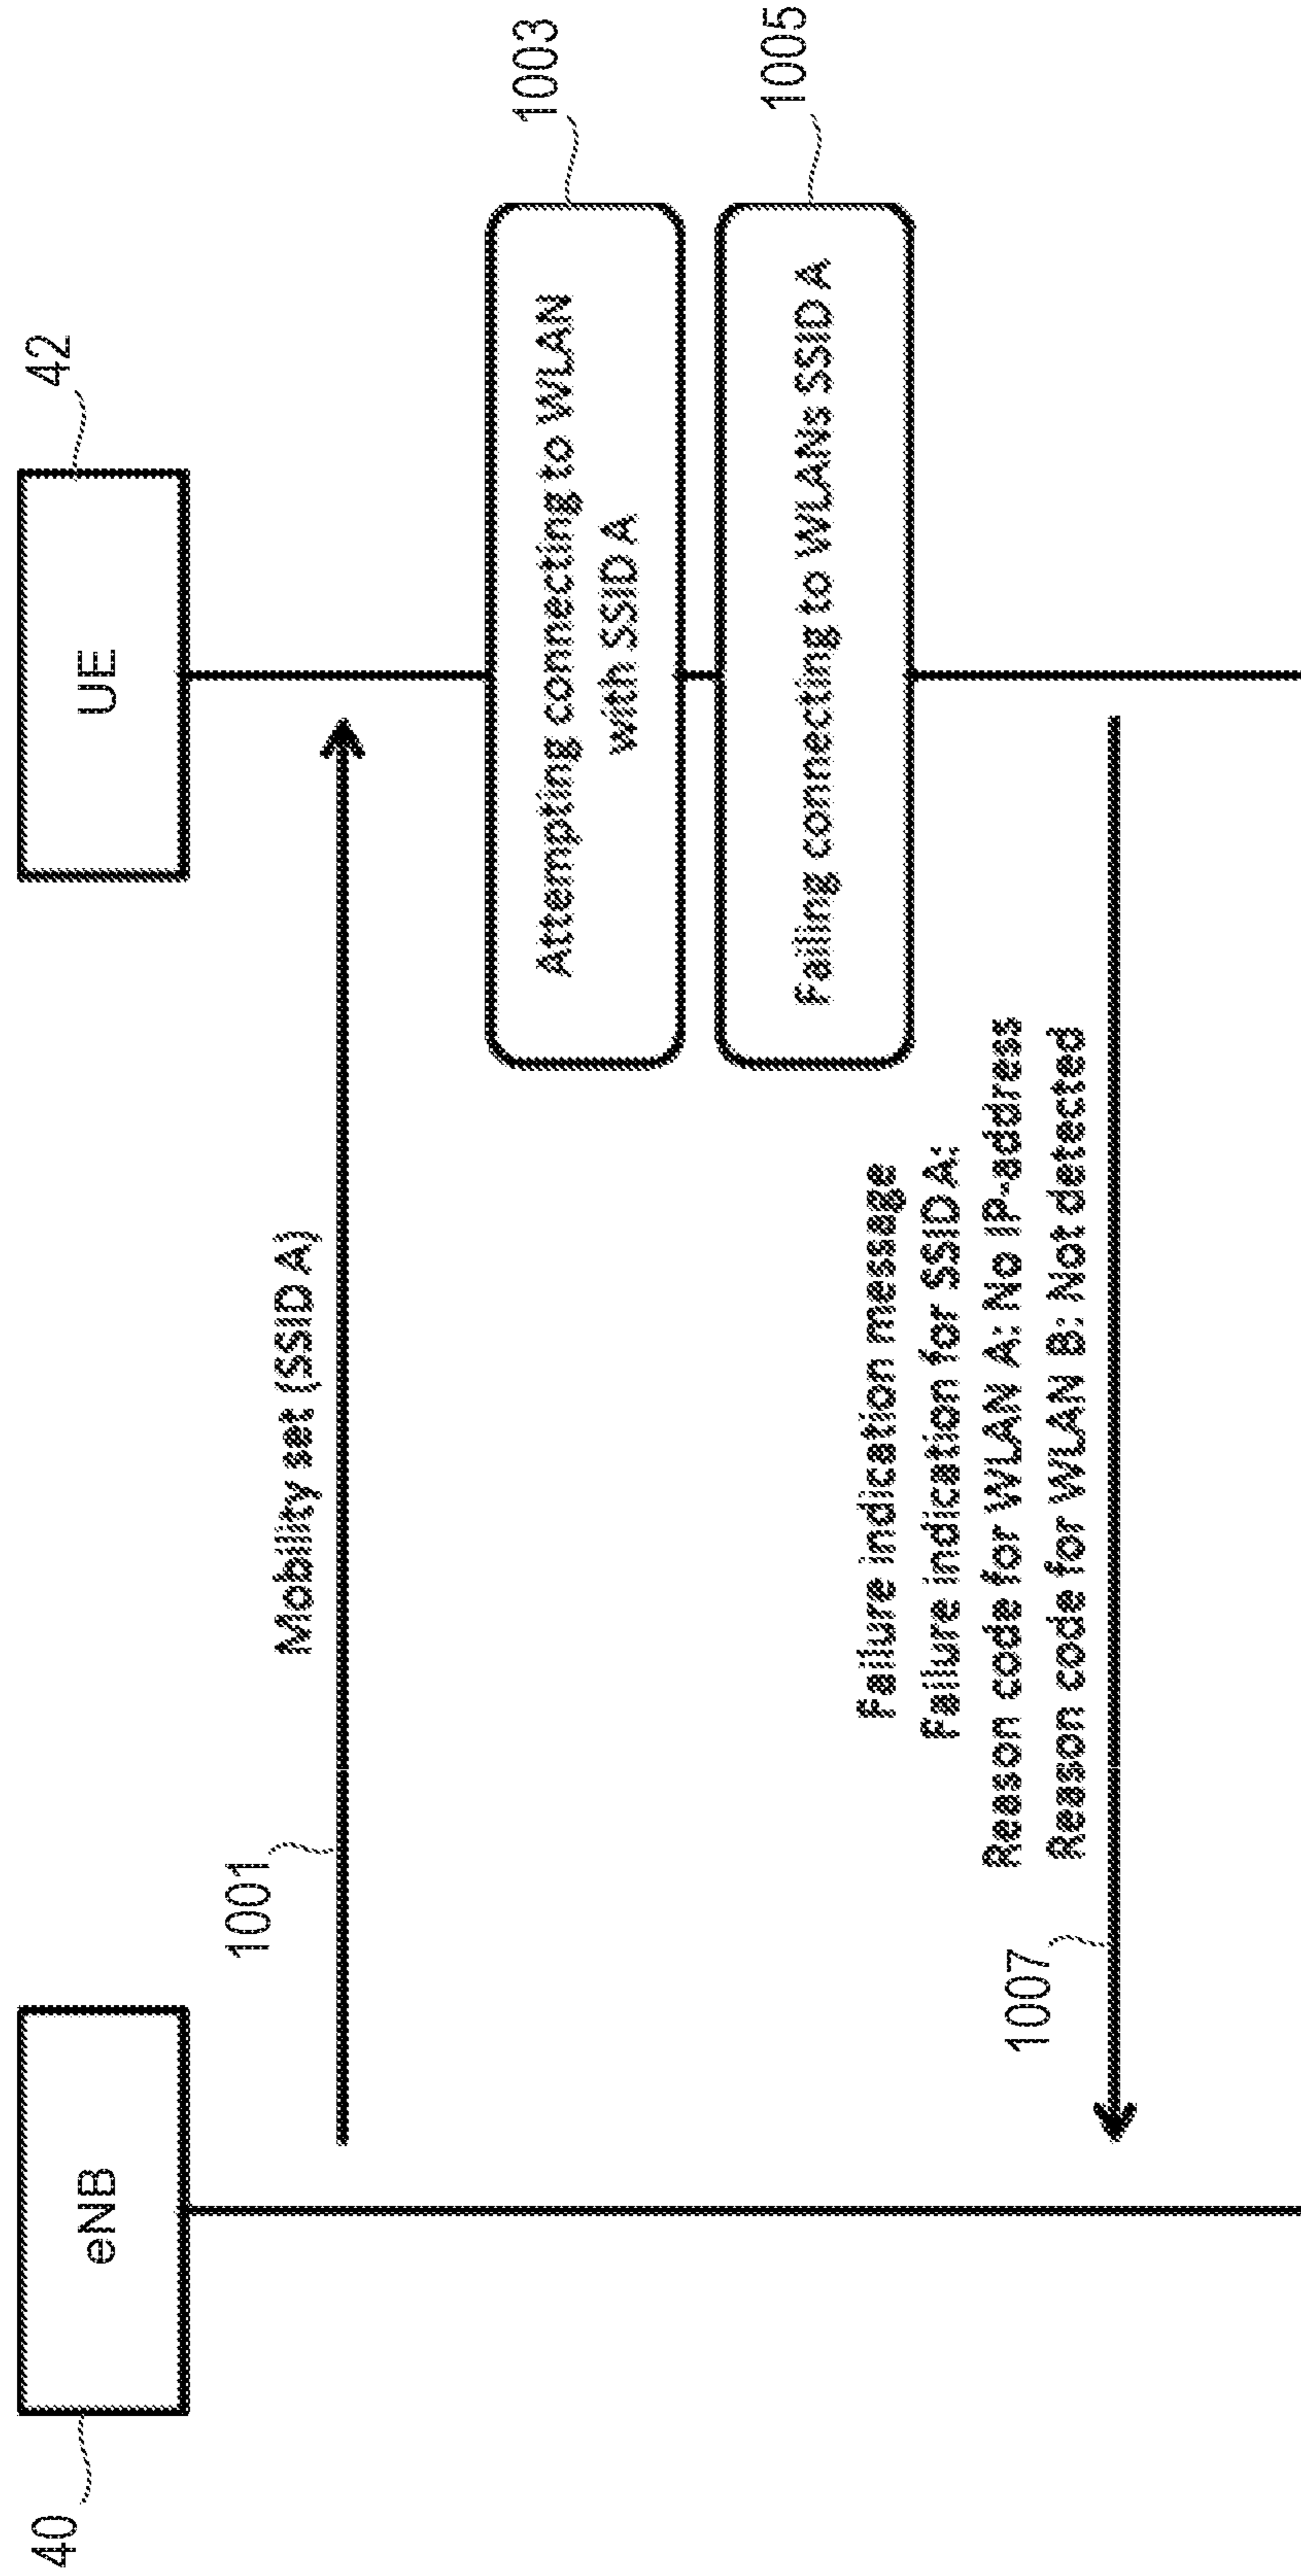 40
eNB
UE
42
1001
Mobility set (SSID A)
Attempting connecting to WLAN
with SSID A
1003
Failing connecting to WLANs SSID A
1005
Failure indication message
Failure indication for SSID A:
Reason code for WLAN A: No IP-address
Reason code for WLAN B: Not detected
1007